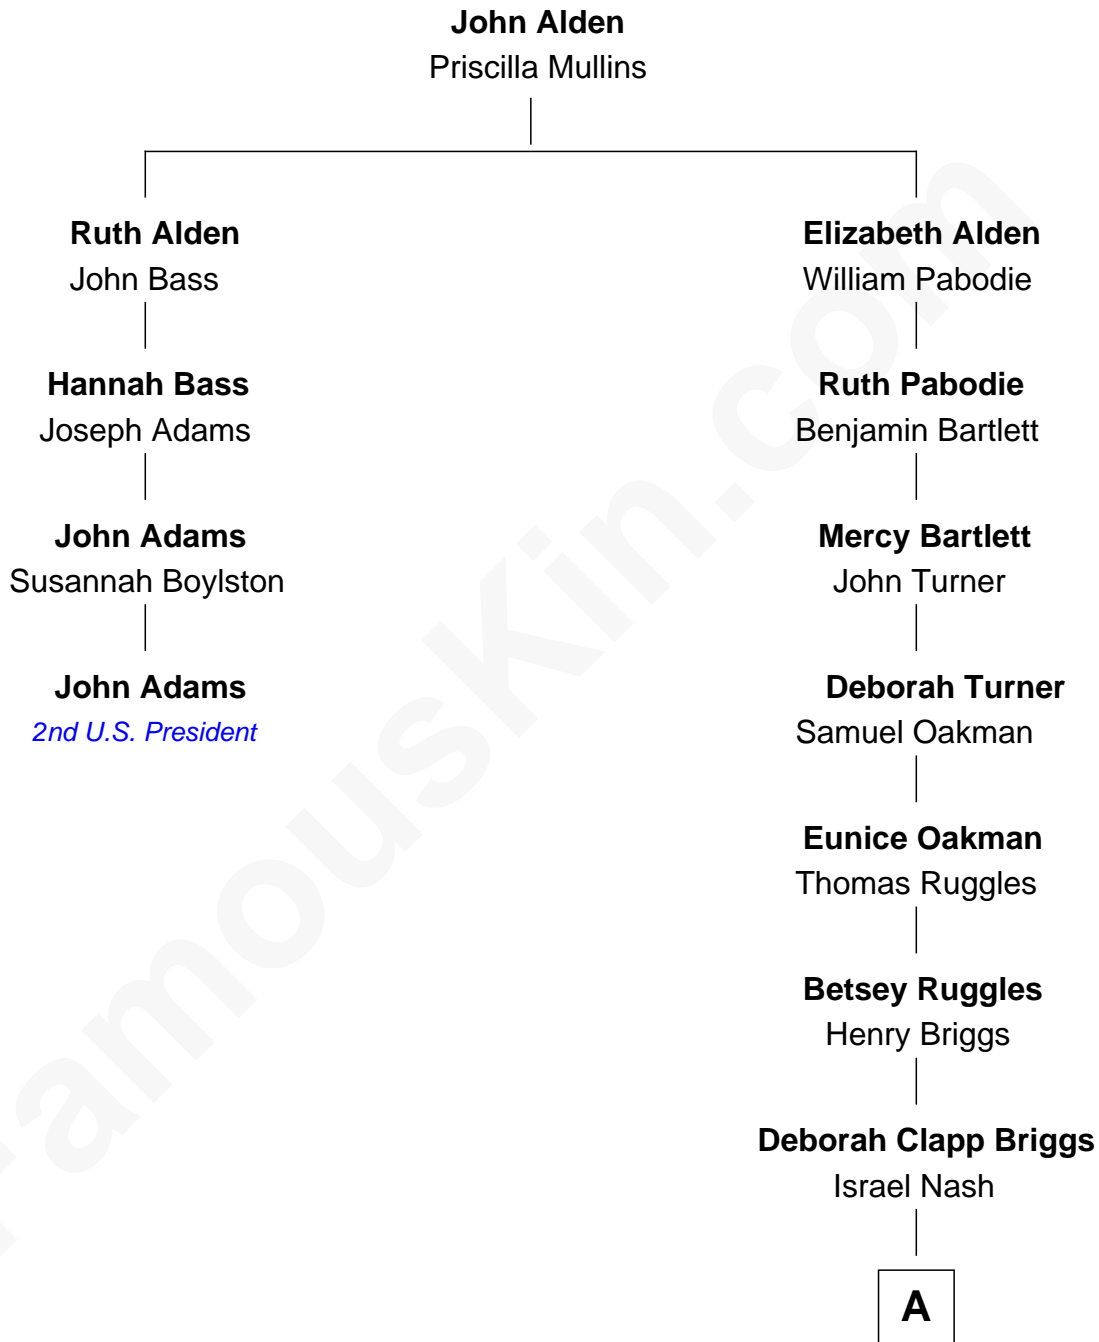 John Alden
Priscilla Mullins
Ruth Alden
John Bass
Hannah Bass
Joseph Adams
John Adams
Susannah Boylston
John Adams
2nd U.S. President
Elizabeth Alden
William Pabodie
Ruth Pabodie
Benjamin Bartlett
Mercy Bartlett
John Turner
Deborah Turner
Samuel Oakman
Eunice Oakman
Thomas Ruggles
Betsey Ruggles
Henry Briggs
Deborah Clapp Briggs
Israel Nash
A
FamousKin.com